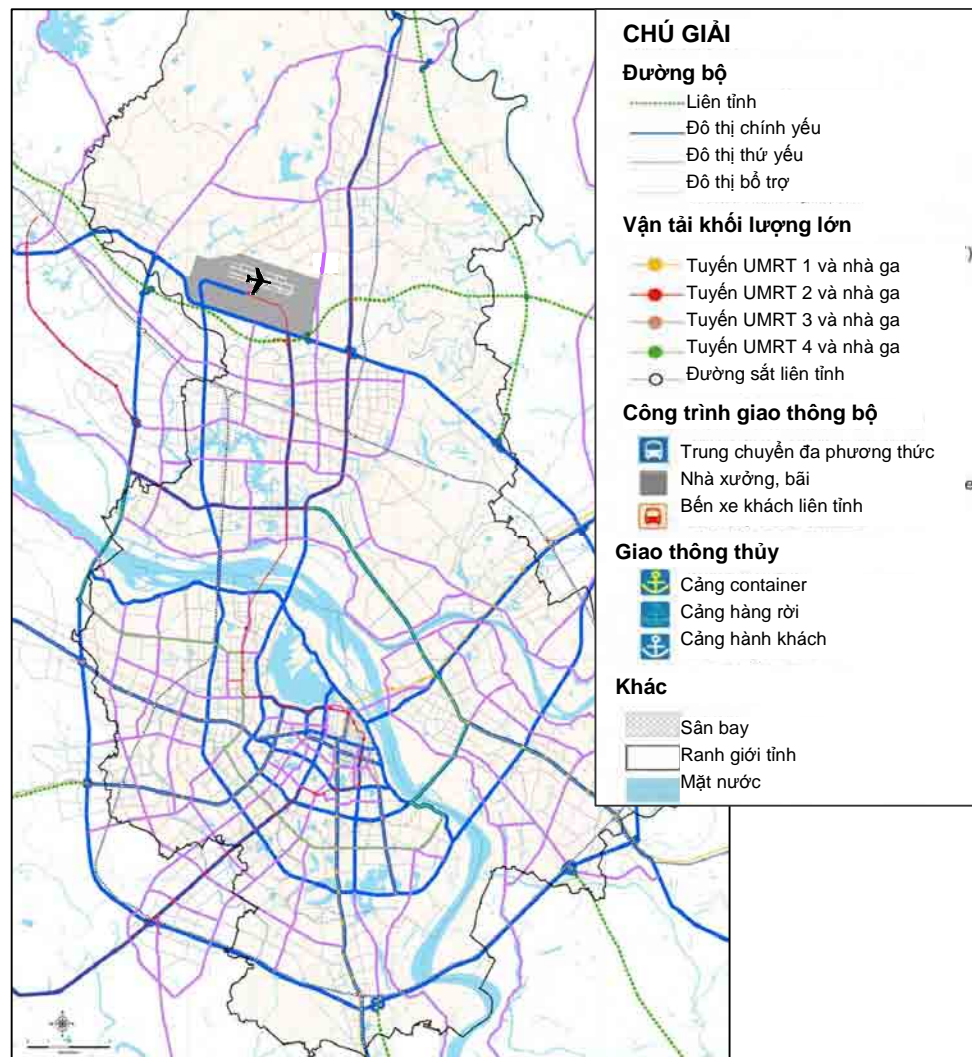 CHÚ GIẢI
Đường bộ
Liên tỉnh
Đô thị chính yếu
Đô thị thứ yếu
Đô thị bổ trợ
Vận tải khối lượng lớn
Tuyến UMRT 1 và nhà ga
Tuyến UMRT 2 và nhà ga
Tuyến UMRT 3 và nhà ga
Tuyến UMRT 4 và nhà ga
Đường sắt liên tỉnh
Công trình giao thông bộ
Trung chuyển đa phương thức
Nhà xưởng, bãi
Bến xe khách liên tỉnh
Giao thông thủy
Cảng container
Cảng hàng rời
Cảng hành khách
Khác
Sân bay
Ranh giới tỉnh
Mặt nước